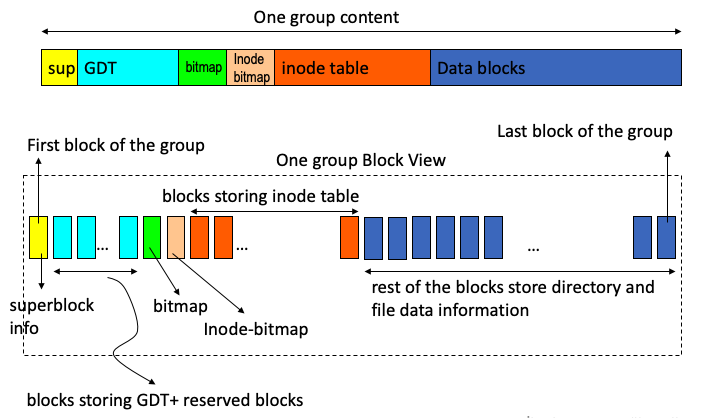 One group content
sup GDT bitmap Inode bitmap inode table Data blocks
First block of the group
Last block of the group
One group Block View
blocks storing inode table
... ... ...
superblock info
bitmap
Inode-bitmap
rest of the blocks store directory and
file data information
blocks storing GDT+ reserved blocks